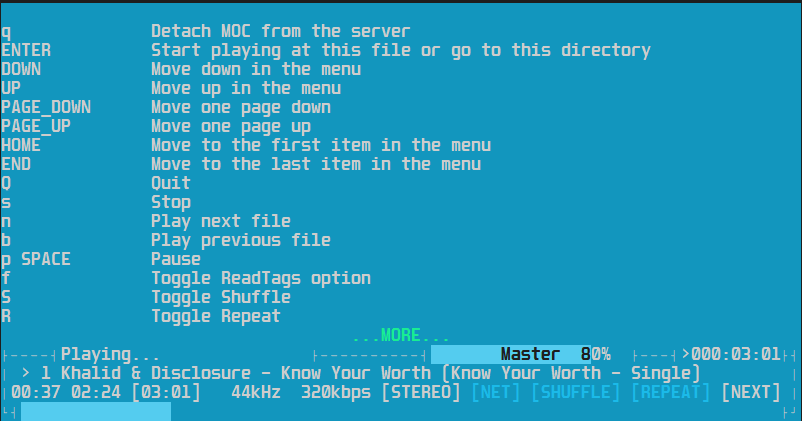 q Detach MOC from the server
ENTER Start playing at this file or go to this directory
DOWN Move down in the menu
UP Move up in the menu
PAGE_DOWN Move one page down
PAGE_UP Move one page up
HOME Move to the first item in the menu
END Move to the last item in the menu
Q Quit
s Stop
n Play next file
b Play previous file
p SPACE Pause
f Toggle ReadTags option
S Toggle Shuffle
R Toggle Repeat
...MORE...
Playing... Master 80% >000:03:01
> 1 Khalid & Disclosure - Know Your Worth (Know Your Worth - Single)
00:37 02:24 [03:01] 44kHz 320kbps [STEREO] [NET] [SHUFFLE] [REPEAT] [NEXT]